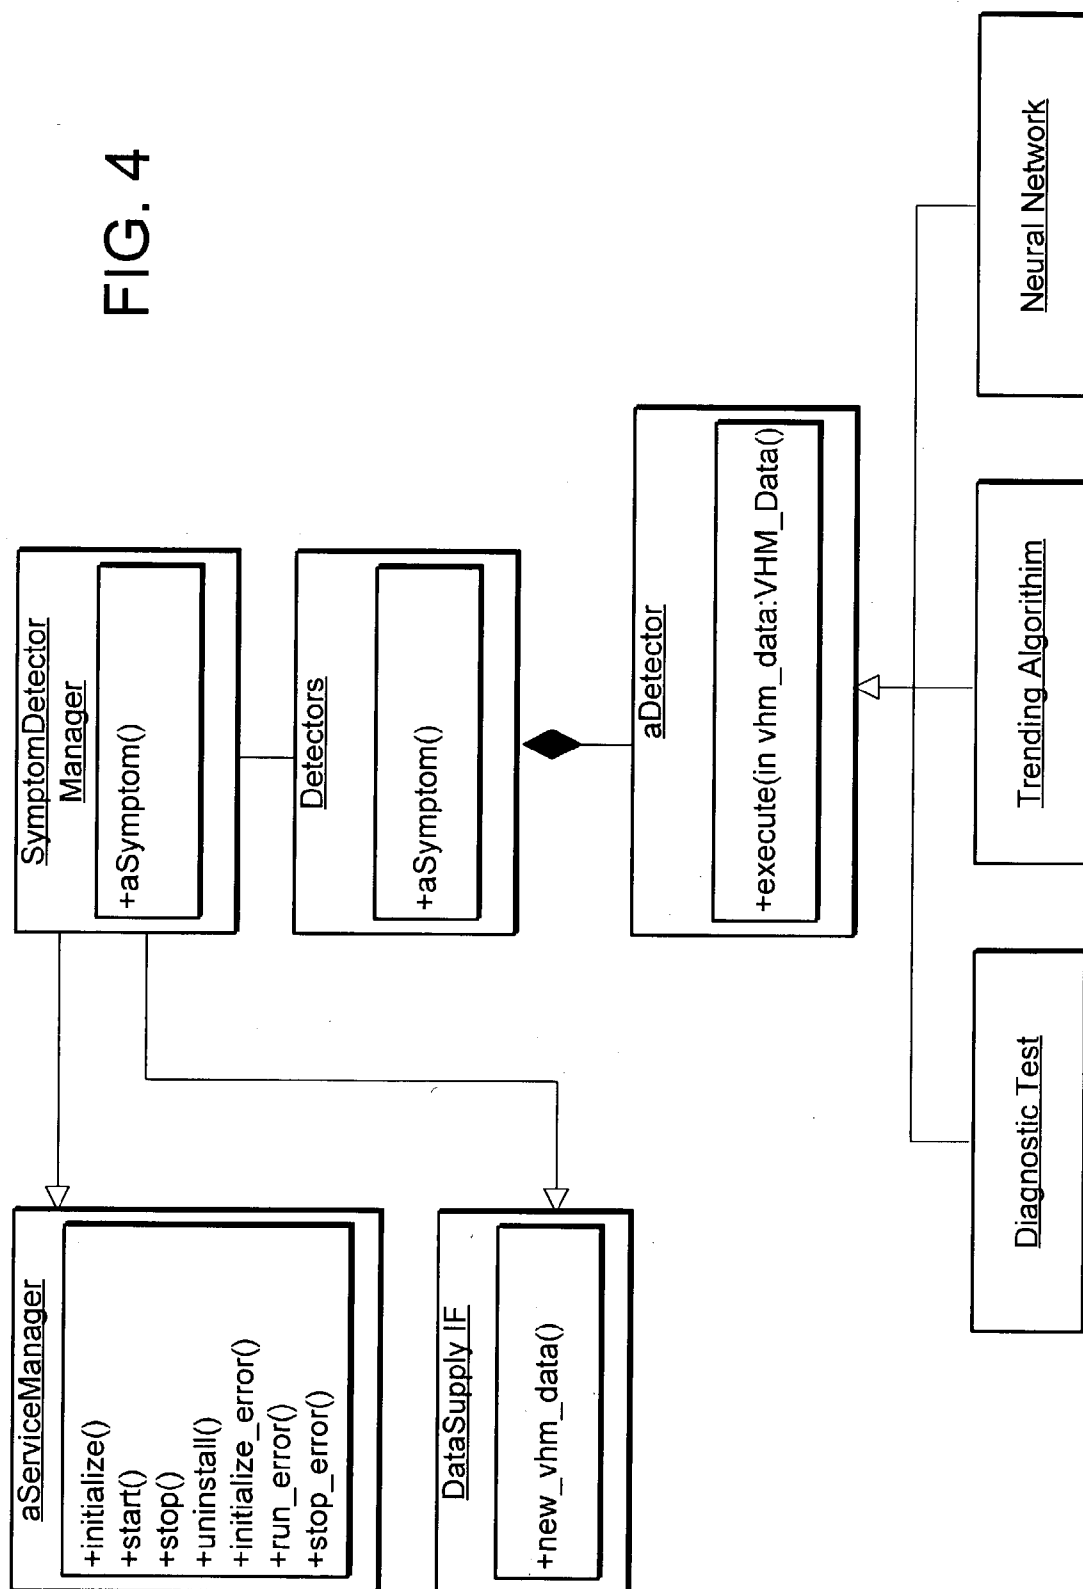 FIG. 4
aServiceManager
+initialize()
+start()
+stop()
+uninstall()
+initialize_error()
+run_error()
+stop_error()
SymptomDetector
Manager
+aSymptom()
DataSupply IF
+new_vhm_data()
Detectors
+aSymptom()
aDetector
+execute(in vhm_data:VHM_Data()
Diagnostic Test
Trending Algorithim
Neural Network